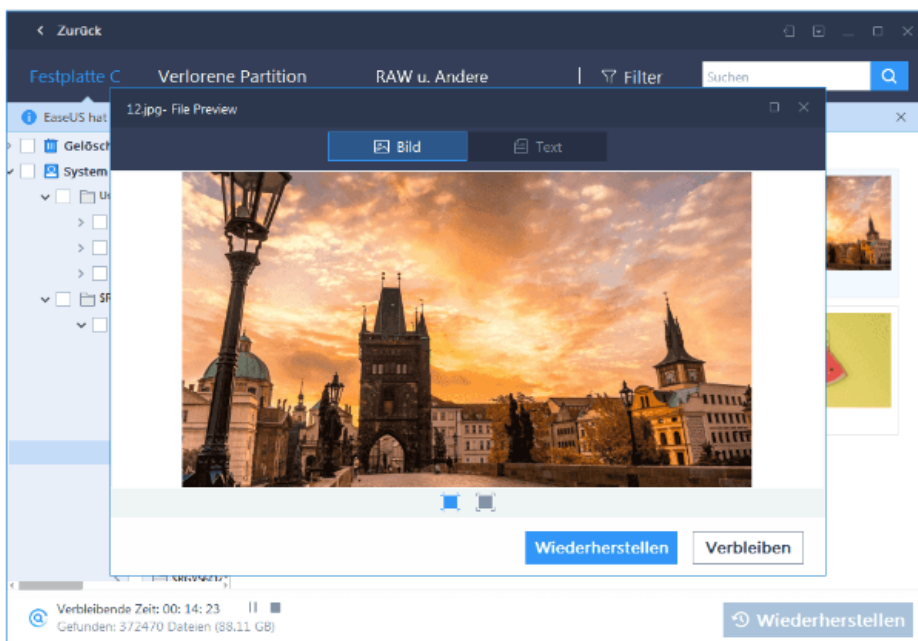 Zurück
Festplatte C Verlorene Partition RAW u. Andere Filter Suchen
EaseUS hat
12.jpg- File Preview
Bild Text
Gelösch
System
Wiederherstellen Verbleiben
Verbleibende Zeit: 00: 14: 23
Gefunden: 372470 Dateien (88.11 GB)
Wiederherstellen